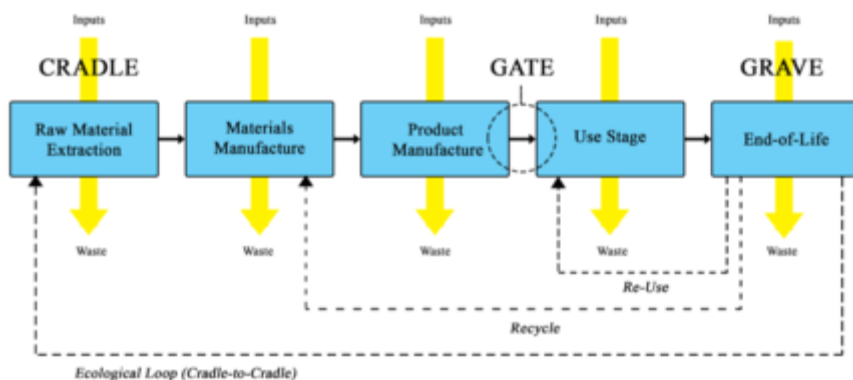 Inputs
Inputs
Inputs
Inputs
Inputs
CRADLE
GATE
GRAVE
Raw Material
Extraction
Materials
Manufacture
Product
Manufacture
Use Stage
End-of-Life
Waste
Waste
Waste
Waste
Waste
Re-Use
Recycle
Ecological Loop (Cradle-to-Cradle)